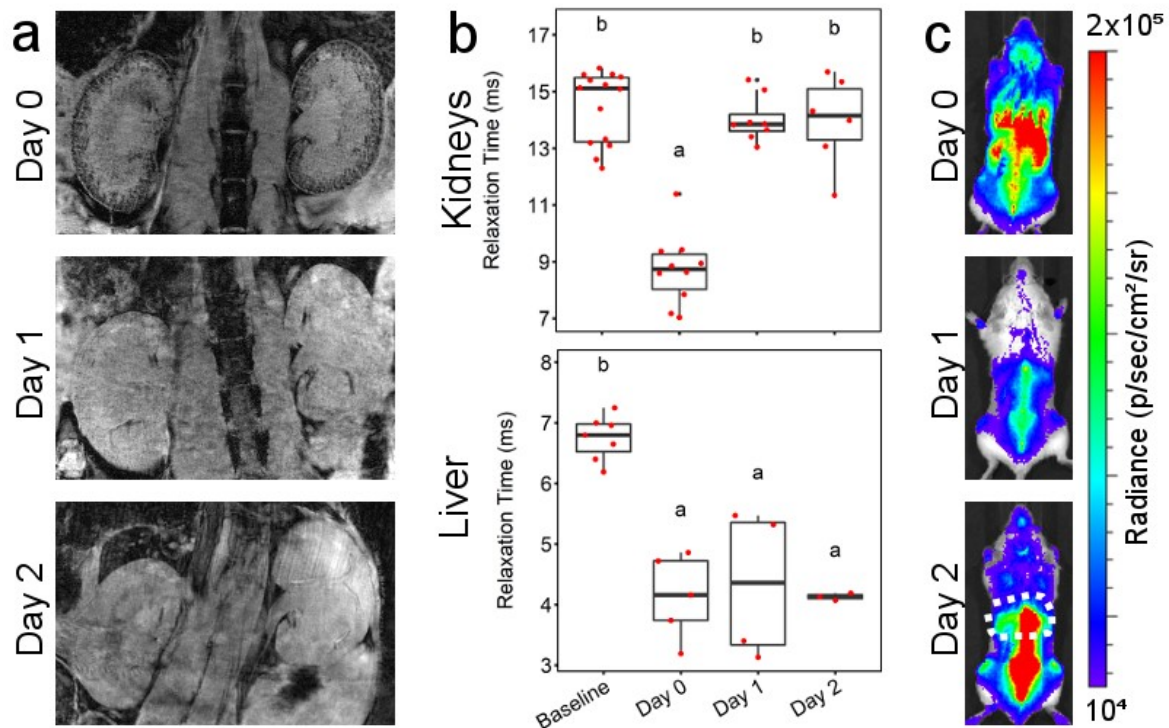 a
Day 0
Day 1
Day 2
b
Kidneys
Relaxation Time (ms)
17
15
13
11
9
7
b
a
b
b
Liver
Relaxation Time (ms)
8
7
6
5
4
3
b
a
a
a
Baseline
Day 0
Day 1
Day 2
c
Day 0
Day 1
Day 2
2x10⁵
Radiance (p/sec/cm²/sr)
10⁴